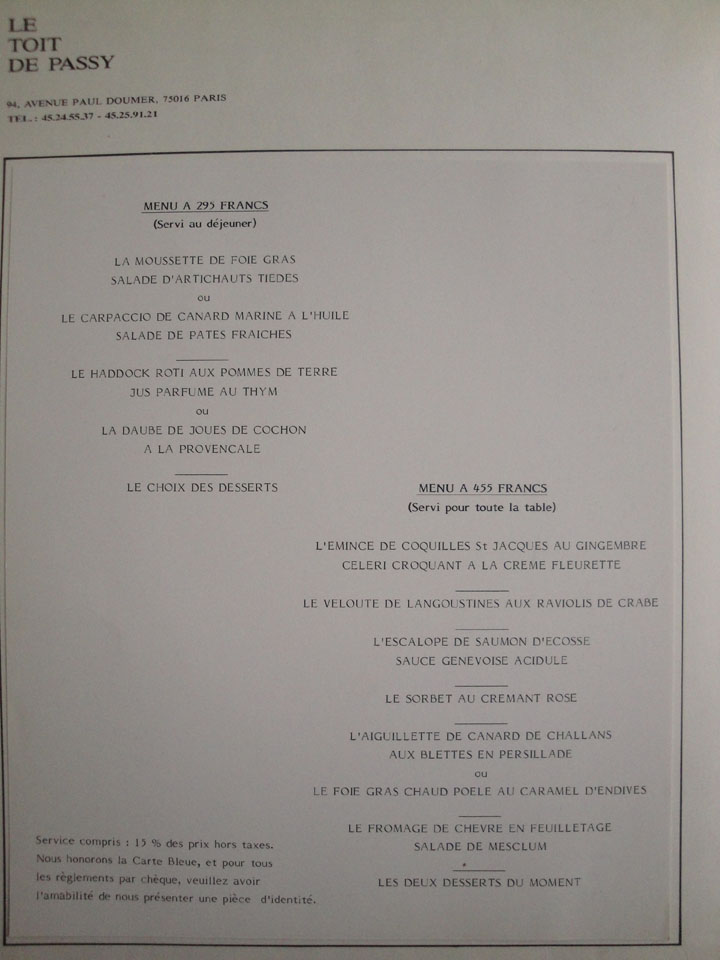 LE
TOIT
DE PASSY
94, AVENUE PAUL DOUMER, 75016 PARIS
TEL.: 45.24.55.37 - 45.25.91.21
MENU A 295 FRANCS
(Servi au déjeuner)
LA MOUSSETTE DE FOIE GRAS
SALADE D'ARTICHAUTS TIEDES
ou
LE CARPACCIO DE CANARD MARINE A L'HUILE
SALADE DE PATES FRAICHES
LE HADDOCK ROTI AUX POMMES DE TERRE
JUS PARFUME AU THYM
ou
LA DAUBE DE JOUES DE COCHON
A LA PROVENCALE
LE CHOIX DES DESSERTS
MENU A 455 FRANCS
(Servi pour toute la table)
L'EMINCE DE COQUILLES St JACQUES AU GINGEMBRE
CELERI CROQUANT A LA CREME FLEURETTE
LE VELOUTE DE LANGOUSTINES AUX RAVIOLIS DE CRABE
L'ESCALOPE DE SAUMON D'ECOSSE
SAUCE GENEVOISE ACIDULE
LE SORBET AU CREMANT ROSE
L'AIGUILLETTE DE CANARD DE CHALLANS
AUX BLETTES EN PERSILLADE
ou
LE FOIE GRAS CHAUD POELE AU CARAMEL D'ENDIVES
LE FROMAGE DE CHEVRE EN FEUILLETAGE
SALADE DE MESCLUM
LES DEUX DESSERTS DU MOMENT
Service compris : 15 % des prix hors taxes.
Nous honorons la Carte Bleue, et pour tous
les règlements par chèque, veuillez avoir
l'amabilité de nous présenter une pièce d'identité.